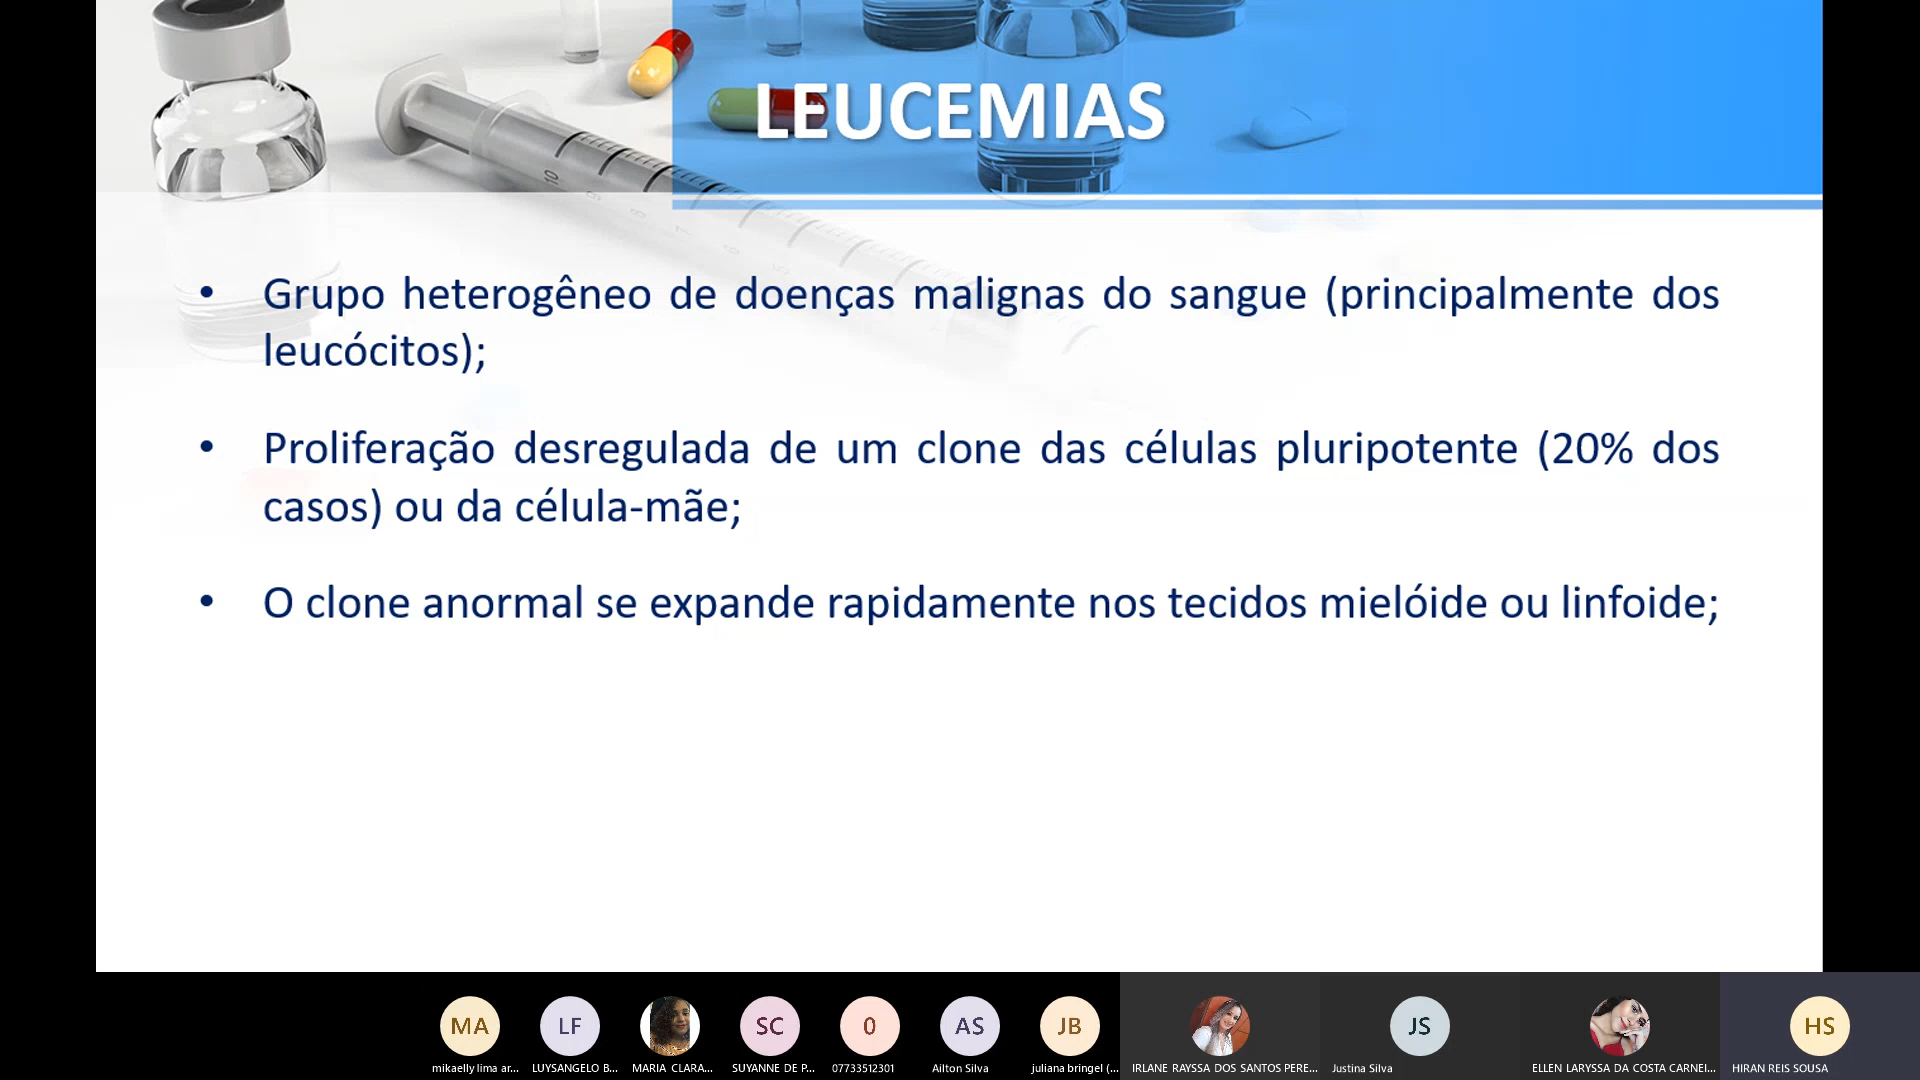 LEUCEMIAS
• Grupo heterogêneo de doenças malignas do sangue (principalmente dos
leucócitos);
• Proliferação desregulada de um clone das células pluripotente (20% dos
casos) ou da célula-mãe;
• O clone anormal se expande rapidamente nos tecidos mielóide ou linfoide;
MA
LF
SC
0
AS
JB
JS
HS
mikaelly lima ar...
LUYSANGELO B...
MARIA CLARA...
SUYANNE DE P...
07733512301
Ailton Silva
juliana bringel (...
IRLANE RAYSSA DOS SANTOS PERE...
Justina Silva
ELLEN LARYSSA DA COSTA CARNEI...
HIRAN REIS SOUSA